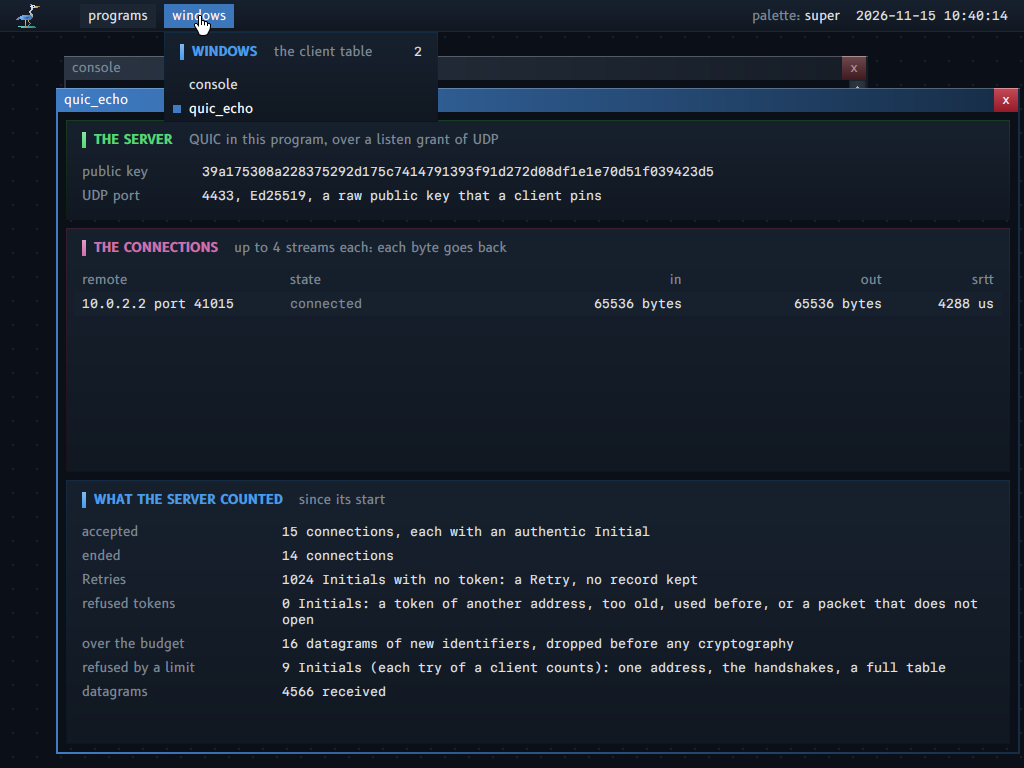 programs windows palette: super 2026-11-15 10:40:14
WINDOWS the client table 2
console x
console
quic_echo
quic_echo x
THE SERVER QUIC in this program, over a listen grant of UDP
public key 39a175308a228375292d175c7414791393f91d272d08df1e1e70d51f039423d5
UDP port 4433, Ed25519, a raw public key that a client pins
THE CONNECTIONS up to 4 streams each: each byte goes back
remote state in out srtt
10.0.2.2 port 41015 connected 65536 bytes 65536 bytes 4288 us
WHAT THE SERVER COUNTED since its start
accepted 15 connections, each with an authentic Initial
ended 14 connections
Retries 1024 Initials with no token: a Retry, no record kept
refused tokens 0 Initials: a token of another address, too old, used before, or a packet that does not
open
over the budget 16 datagrams of new identifiers, dropped before any cryptography
refused by a limit 9 Initials (each try of a client counts): one address, the handshakes, a full table
datagrams 4566 received